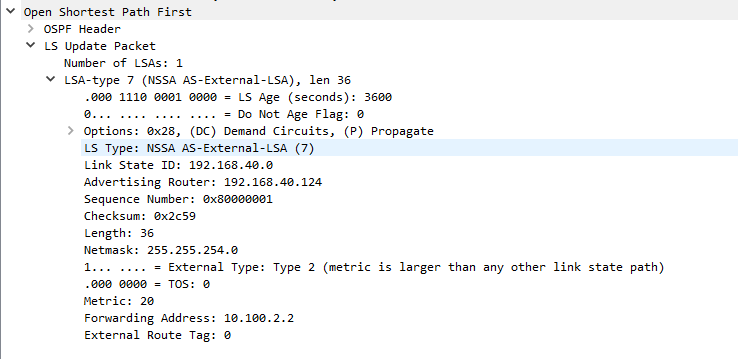 Open Shortest Path First
OSPF Header
LS Update Packet
Number of LSAs: 1
LSA-type 7 (NSSA AS-External-LSA), len 36
.000 1110 0001 0000 = LS Age (seconds): 3600
0... .... .... .... = Do Not Age Flag: 0
Options: 0x28, (DC) Demand Circuits, (P) Propagate
LS Type: NSSA AS-External-LSA (7)
Link State ID: 192.168.40.0
Advertising Router: 192.168.40.124
Sequence Number: 0x80000001
Checksum: 0x2c59
Length: 36
Netmask: 255.255.254.0
1... .... = External Type: Type 2 (metric is larger than any other link state path)
.000 0000 = TOS: 0
Metric: 20
Forwarding Address: 10.100.2.2
External Route Tag: 0